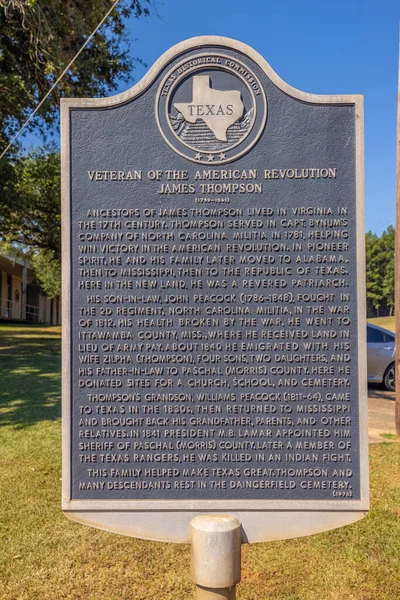 TEXAS HISTORICAL COMMISSION
TEXAS
VETERAN OF THE AMERICAN REVOLUTION
JAMES THOMPSON
ANCESTORS OF JAMES THOMPSON LIVED IN VIRGINIA IN
THE 17TH CENTURY. THOMPSON SERVED IN CAPT. BYNUM'S
COMPANY OF NORTH CAROLINA MILITIA IN 1781, HELPING
WIN VICTORY IN THE AMERICAN REVOLUTION. IN PIONEER
SPIRIT, HE AND HIS FAMILY LATER MOVED TO ALABAMA,
THEN TO MISSISSIPPI, THEN TO THE REPUBLIC OF TEXAS.
HERE IN THE NEW LAND, HE WAS A REVERED PATRIARCH.
HIS SON-IN-LAW, JOHN PEACOCK (1786-1848), FOUGHT IN
THE 2D REGIMENT, NORTH CAROLINA MILITIA, IN THE WAR
OF 1812. HIS HEALTH BROKEN BY THE WAR, HE WENT TO
ITTAWAMBA COUNTY, MISS., WHERE HE RECEIVED LAND IN
LIEU OF ARMY PAY. ABOUT 1840 HE EMIGRATED WITH HIS
WIFE ZILPHA (THOMPSON), FOUR SONS, TWO DAUGHTERS, AND
HIS FATHER-IN-LAW TO PASCHAL (MORRIS) COUNTY. HERE HE
DONATED SITES FOR A CHURCH, SCHOOL, AND CEMETERY.
THOMPSON'S GRANDSON, WILLIAMS PEACOCK (1811-64), CAME
TO TEXAS IN THE 1830s, THEN RETURNED TO MISSISSIPPI
AND BROUGHT BACK HIS GRANDFATHER, PARENTS, AND OTHER
RELATIVES. IN 1841 PRESIDENT M.B. LAMAR APPOINTED HIM
SHERIFF OF PASCHAL (MORRIS) COUNTY. LATER A MEMBER OF
THE TEXAS RANGERS, HE WAS KILLED IN AN INDIAN FIGHT.
THIS FAMILY HELPED MAKE TEXAS GREAT. THOMPSON AND
MANY DESCENDANTS REST IN THE DAINGERFIELD CEMETERY.
(1976)